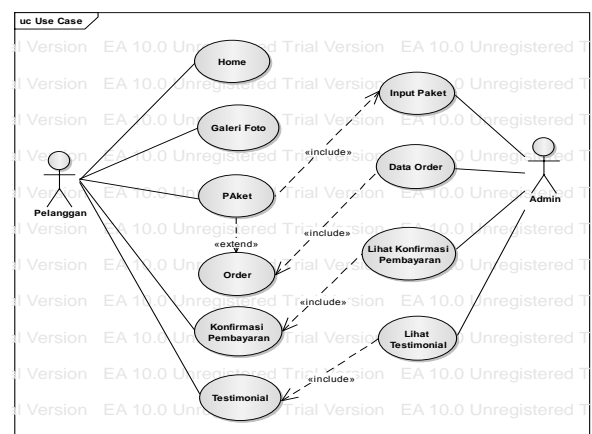 uc Use Case
EA 10.0 Unregistered Trial Version
Home
Input Paket
Galeri Foto
«include»
Data Order
PAket
Pelanggan
Admin
«include»
«extend»
Lihat Konfirmasi
Pembayaran
Order
«include»
Konfirmasi
Pembayaran
Lihat
Testimonial
«include»
Testimonial